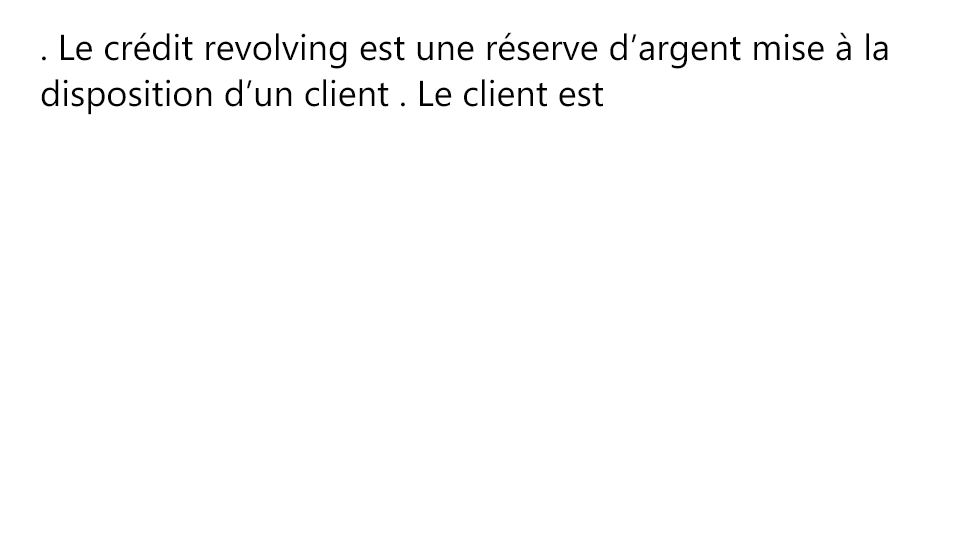 . Le crédit revolving est une réserve d’argent mise à la
disposition d’un client . Le client est